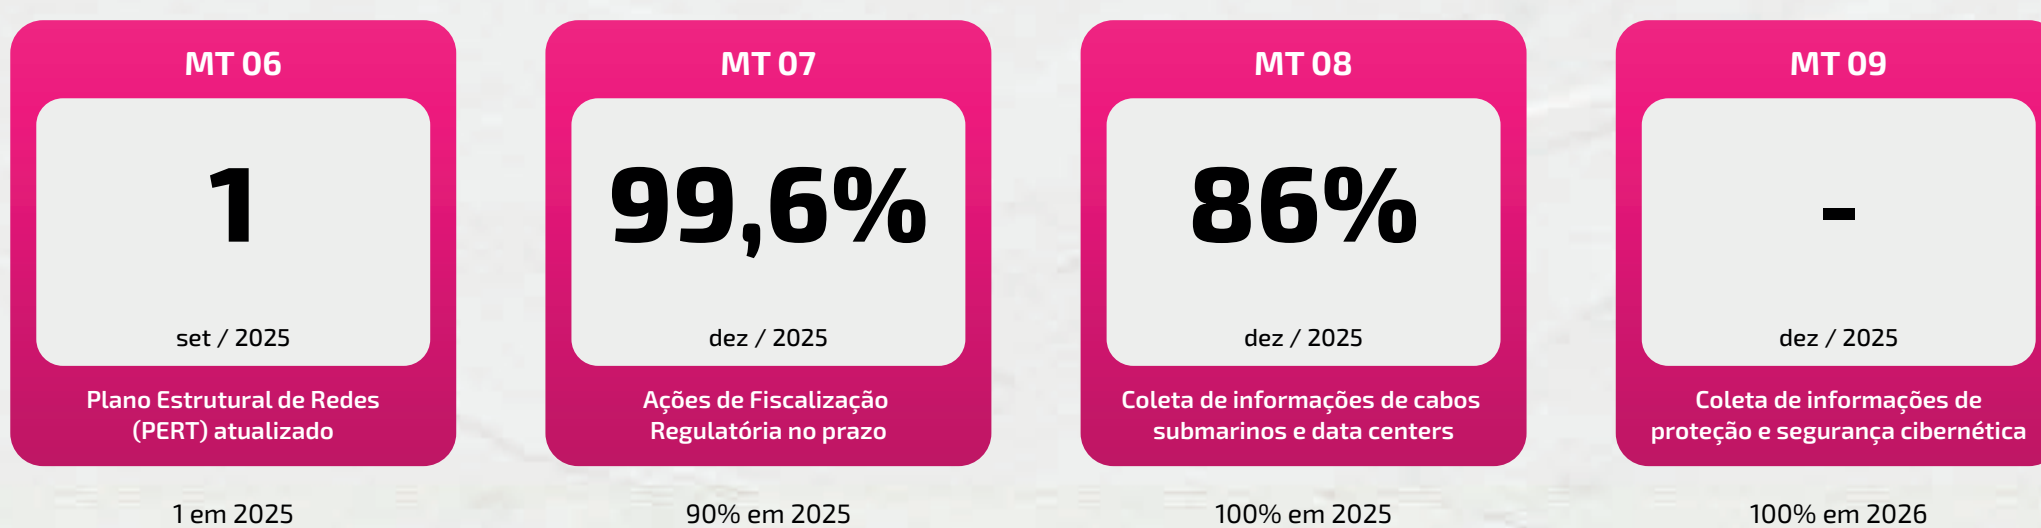 MT 06
1
set / 2025
Plano Estrutural de Redes
(PERT) atualizado
1 em 2025
MT 07
99,6%
dez / 2025
Ações de Fiscalização
Regulatória no prazo
90% em 2025
MT 08
86%
dez / 2025
Coleta de informações de cabos
submarinos e data centers
100% em 2025
MT 09
-
dez / 2025
Coleta de informações de
proteção e segurança cibernética
100% em 2026